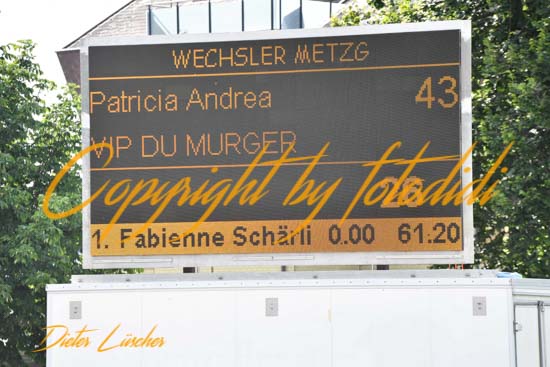 WECHSLER METZG
Patricia Andrea 43
VIP DU MURGER
Copyright by fotodidi
1. Fabienne Schärli 0.00 61.20
Dieter Lüscher